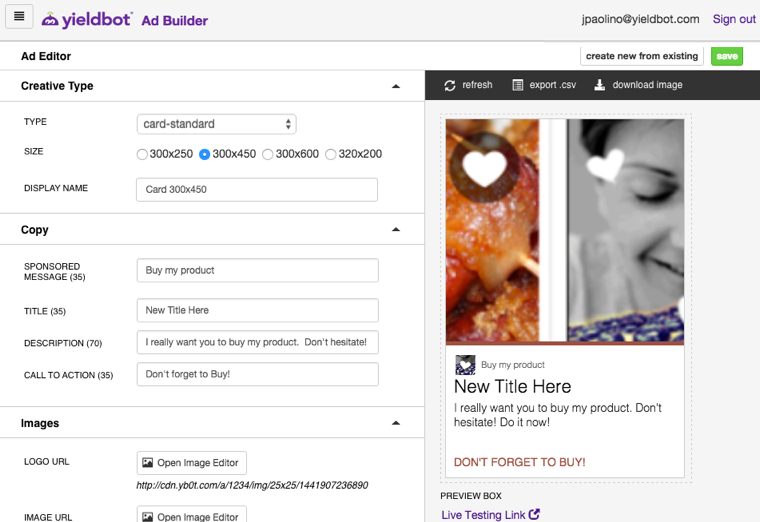 yieldbot Ad Builder
jpaolino@yieldbot.com Sign out
Ad Editor
create new from existing save
Creative Type
refresh export .csv download image
TYPE card-standard
SIZE 300x250 300x450 300x600 320x200
DISPLAY NAME Card 300x450
Copy
SPONSORED
MESSAGE (35) Buy my product
TITLE (35) New Title Here
DESCRIPTION (70) I really want you to buy my product. Don't hesitate!
CALL TO ACTION (35) Don't forget to Buy!
Images
LOGO URL Open Image Editor
http://cdn.yb0t.com/a/1234/img/25x25/1441907236890
IMAGE URL Open Image Editor
Buy my product
New Title Here
I really want you to buy my product. Don't
hesitate! Do it now!
DON'T FORGET TO BUY!
PREVIEW BOX
Live Testing Link